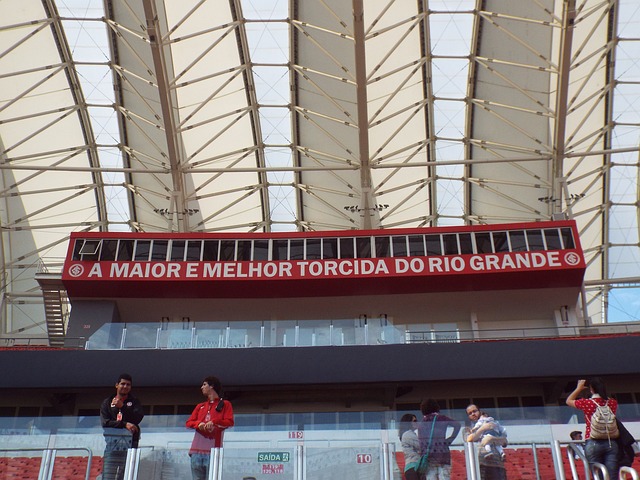 A MAIOR E MELHOR TORCIDA DO RIO GRANDE
119
SAÍDA
10